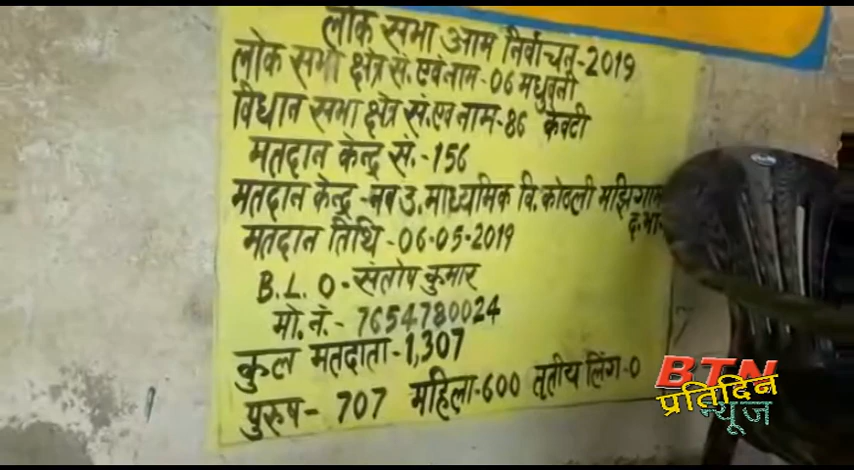 लोक सभा आम निर्वाचन-2019
लोक सभा क्षेत्र सं. एवं नाम-06 मधुबनी
विधान सभा क्षेत्र सं. एव नाम-86 केवटी
मतदान केन्द्र सं.-156
मतदान केन्द्र-नव उ. माध्यमिक वि. कोठली मझिगाम
द. भा.
मतदान तिथि-06-05-2019
B.L.O-संतोष कुमार
मो. नं.-7654780024
कुल मतदाता-1,307
पुरुष-707 महिला-600 तृतीय लिंग-0
BTN
प्रतिदिन
न्यूज